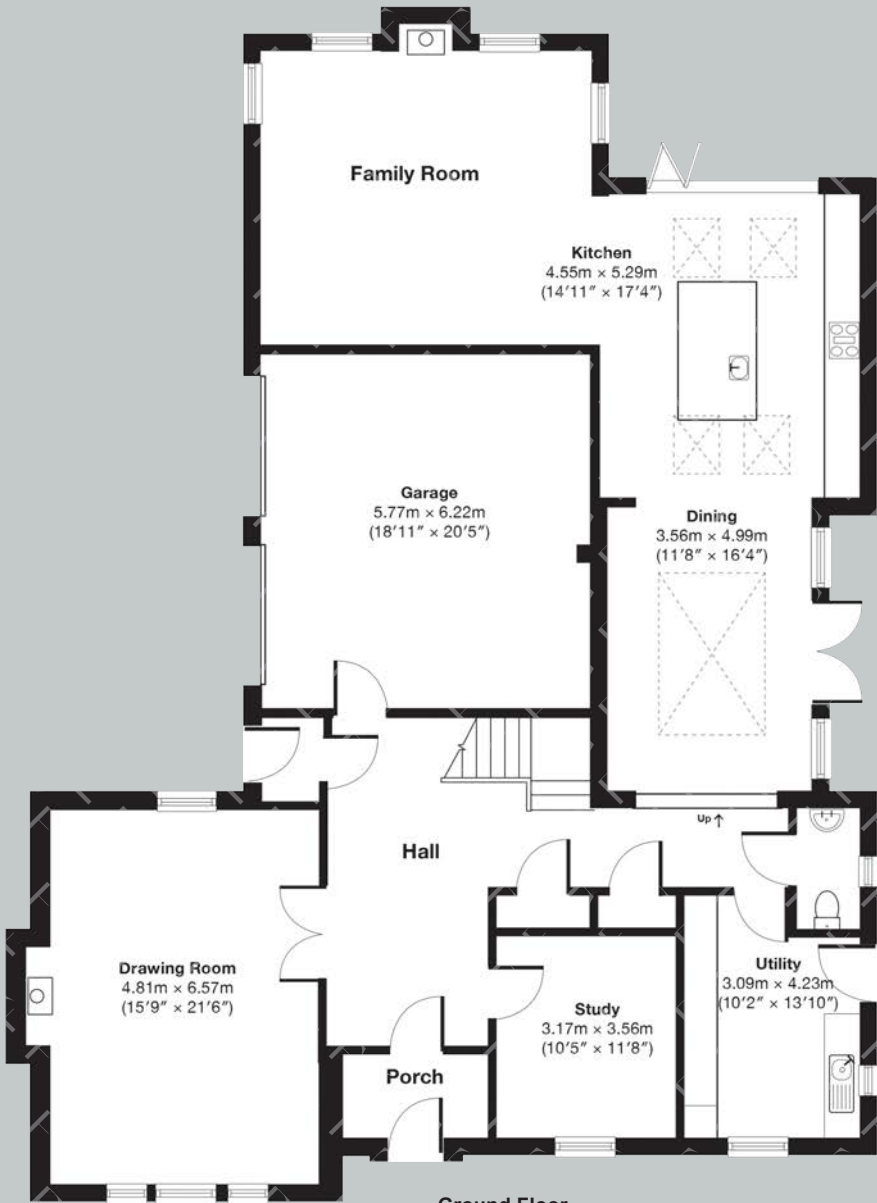 Family Room
Kitchen
4.55m × 5.29m
(14'11" × 17'4")
Garage
5.77m × 6.22m
(18'11" × 20'5")
Dining
3.56m × 4.99m
(11'8" × 16'4")
Up ↑
Hall
Drawing Room
4.81m × 6.57m
(15'9" × 21'6")
Study
3.17m × 3.56m
(10'5" × 11'8")
Utility
3.09m × 4.23m
(10'2" × 13'10")
Porch
Ground Floor